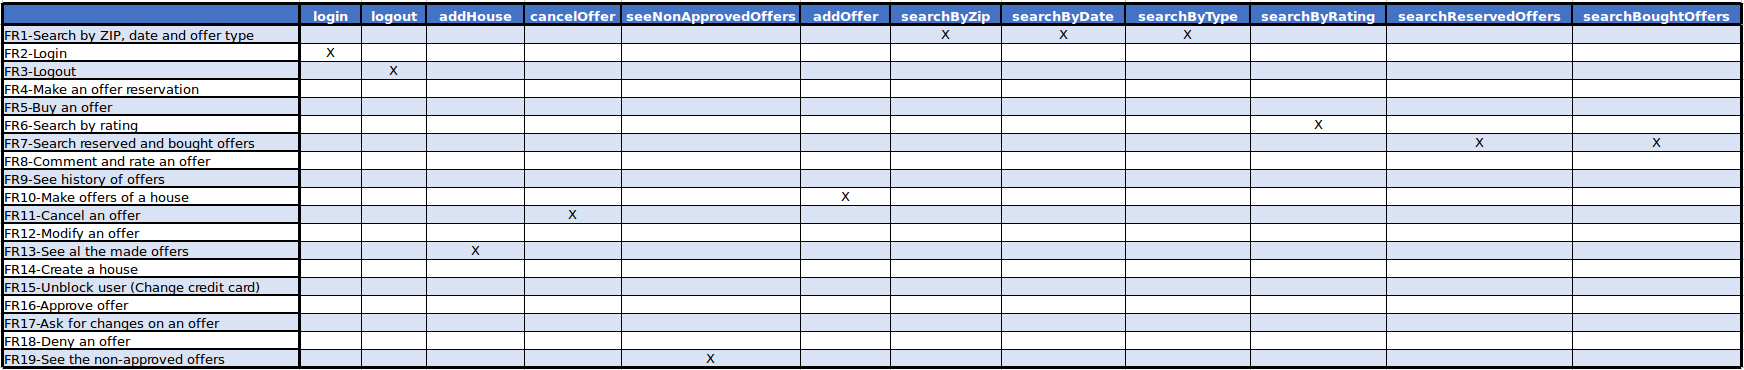 login logout addHouse cancelOffer seeNonApprovedOffers addOffer searchByZip searchByDate searchByType searchByRating searchReservedOffers searchBoughtOffers
FR1-Search by ZIP, date and offer type X X X
FR2-Login X
FR3-Logout X
FR4-Make an offer reservation
FR5-Buy an offer
FR6-Search by rating X
FR7-Search reserved and bought offers X X
FR8-Comment and rate an offer
FR9-See history of offers
FR10-Make offers of a house X
FR11-Cancel an offer X
FR12-Modify an offer
FR13-See al the made offers X
FR14-Create a house
FR15-Unblock user (Change credit card)
FR16-Approve offer
FR17-Ask for changes on an offer
FR18-Deny an offer
FR19-See the non-approved offers X